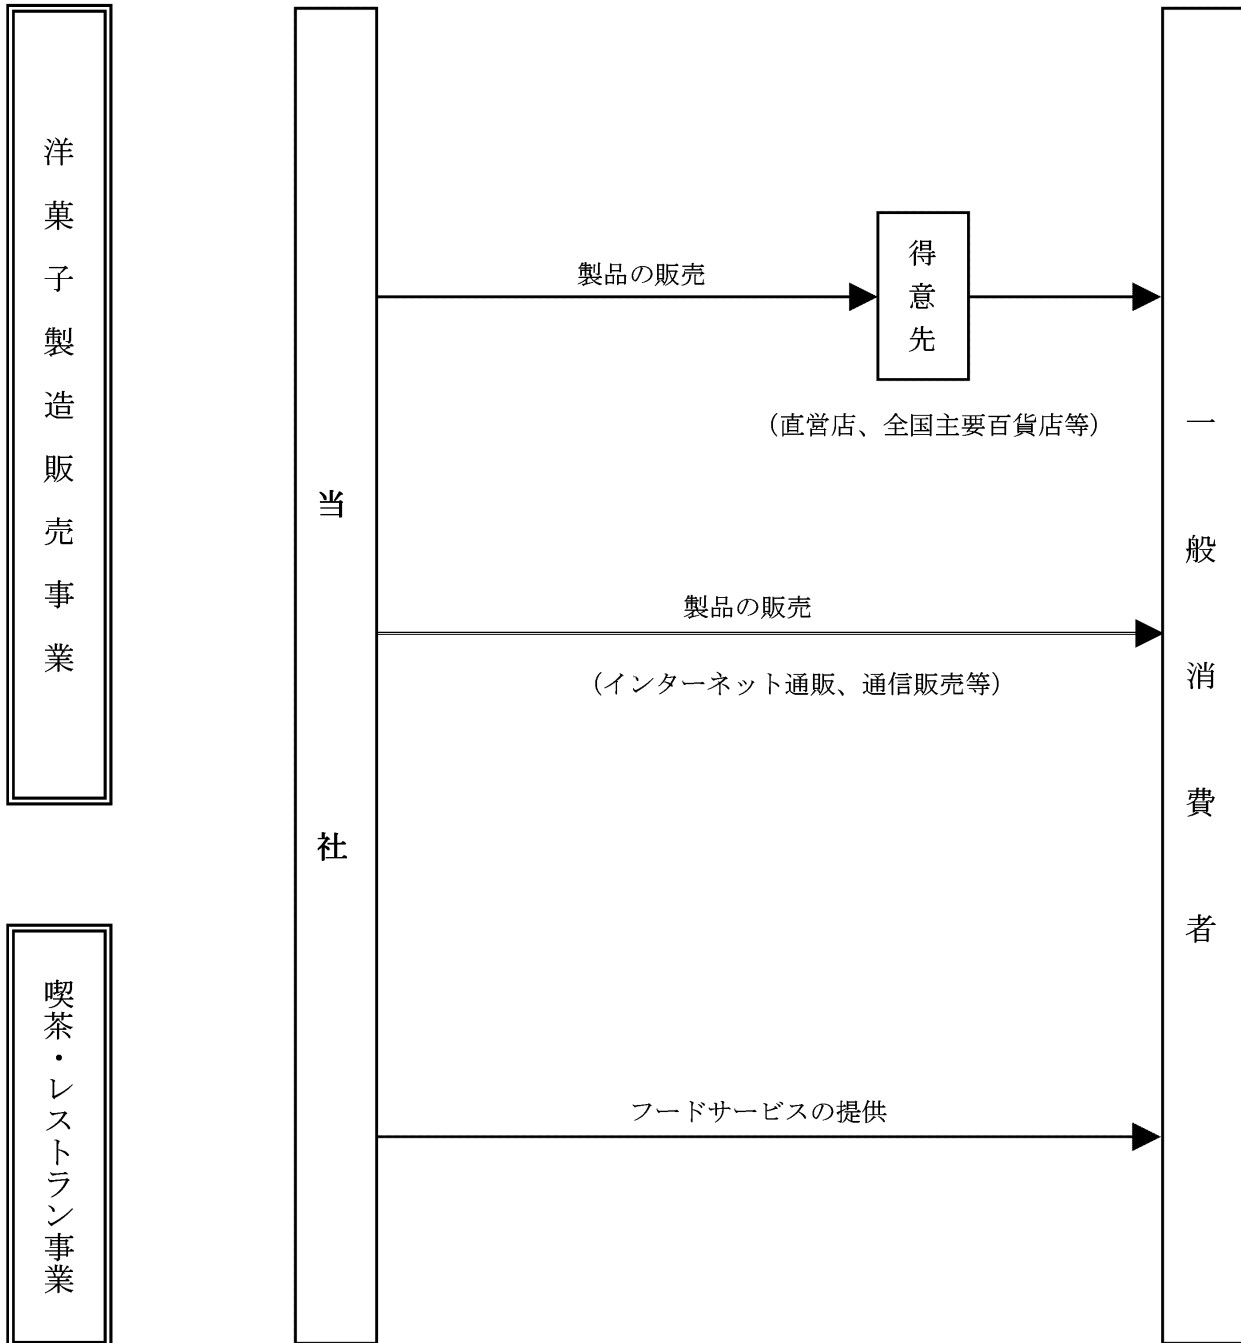 洋菓子製造販売事業
喫茶・レストラン事業
当社
製品の販売
得意先
（直営店、全国主要百貨店等）
製品の販売
（インターネット通販、通信販売等）
フードサービスの提供
一般消費者